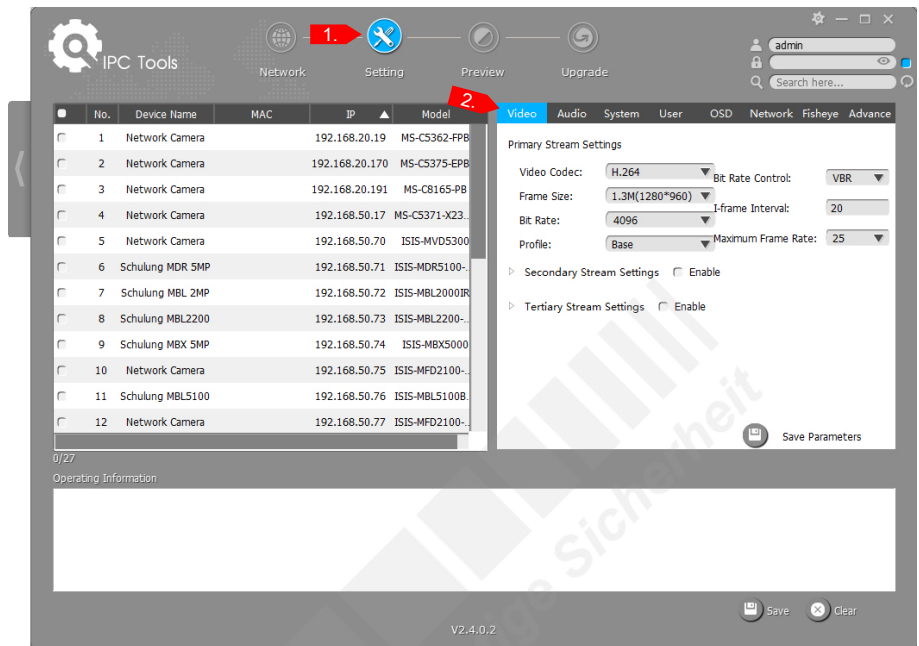 IPC Tools
1.
Network
Setting
Preview
Upgrade
admin
Search here...
2.
No. Device Name MAC IP Model
1 Network Camera 192.168.20.19 MS-C5362-FPB
2 Network Camera 192.168.20.170 MS-C5375-EPB
3 Network Camera 192.168.20.191 MS-C8165-PB
4 Network Camera 192.168.50.17 MS-C5371-X23..
5 Network Camera 192.168.50.70 ISIS-MVD5300
6 Schulung MDR 5MP 192.168.50.71 ISIS-MDR5100-..
7 Schulung MBL 2MP 192.168.50.72 ISIS-MBL2000IR
8 Schulung MBL2200 192.168.50.73 ISIS-MBL2200-..
9 Schulung MBX 5MP 192.168.50.74 ISIS-MBX5000
10 Network Camera 192.168.50.75 ISIS-MFD2100-..
11 Schulung MBL5100 192.168.50.76 ISIS-MBL5100B.
12 Network Camera 192.168.50.77 ISIS-MFD2100-..
0/27
Video Audio System User OSD Network Fisheye Advance
Primary Stream Settings
Video Codec: H.264 Bit Rate Control: VBR
Frame Size: 1.3M(1280*960) I-frame Interval: 20
Bit Rate: 4096 Maximum Frame Rate: 25
Profile: Base
Secondary Stream Settings Enable
Tertiary Stream Settings Enable
Save Parameters
Operating Information
Save Clear
V2.4.0.2
ige Sicherheit